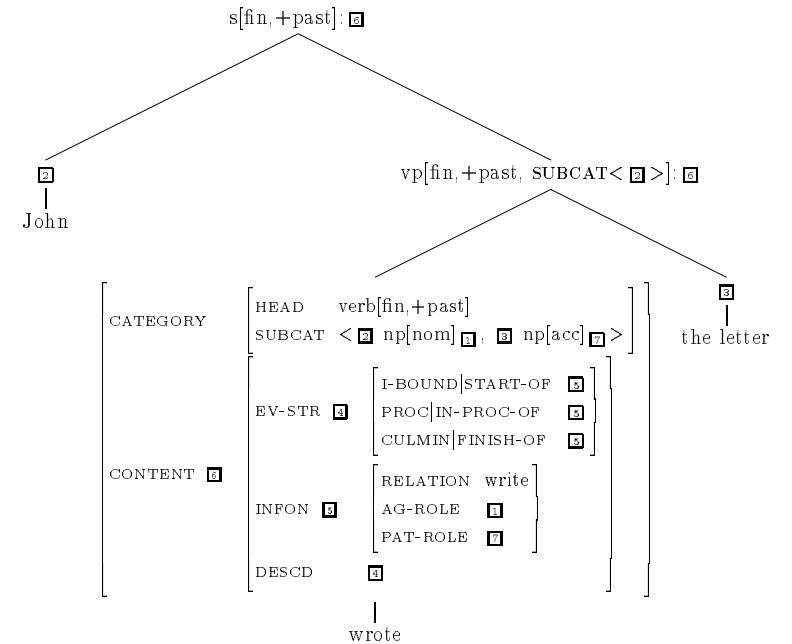 s[fin,+past]: 6
2 vp[fin,+past, SUBCAT< 2 >]: 6
John
CATEGORY HEAD verb[fin,+past]
SUBCAT < 2 np[nom] 1 , 3 np[acc] 7 >
3
the letter
CONTENT 6
EV-STR 4
I-BOUND|START-OF 5
PROC|IN-PROC-OF 5
CULMIN|FINISH-OF 5
INFON 5
RELATION write
AG-ROLE 1
PAT-ROLE 7
DESCD 4
wrote